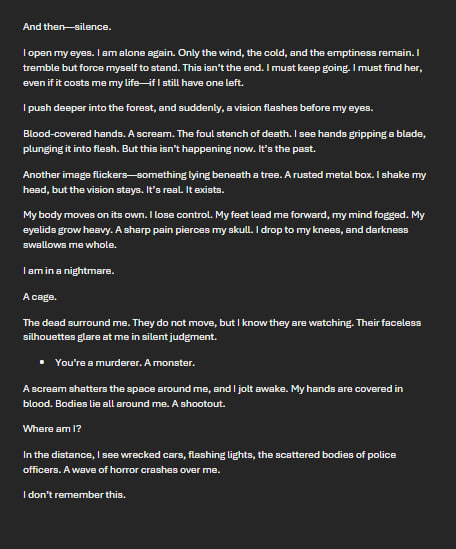 And then—silence.
I open my eyes. I am alone again. Only the wind, the cold, and the emptiness remain. I
tremble but force myself to stand. This isn't the end. I must keep going. I must find her,
even if it costs me my life—if I still have one left.
I push deeper into the forest, and suddenly, a vision flashes before my eyes.
Blood-covered hands. A scream. The foul stench of death. I see hands gripping a blade,
plunging it into flesh. But this isn't happening now. It's the past.
Another image flickers—something lying beneath a tree. A rusted metal box. I shake my
head, but the vision stays. It's real. It exists.
My body moves on its own. I lose control. My feet lead me forward, my mind fogged. My
eyelids grow heavy. A sharp pain pierces my skull. I drop to my knees, and darkness
swallows me whole.
I am in a nightmare.
A cage.
The dead surround me. They do not move, but I know they are watching. Their faceless
silhouettes glare at me in silent judgment.
• You're a murderer. A monster.
A scream shatters the space around me, and I jolt awake. My hands are covered in
blood. Bodies lie all around me. A shootout.
Where am I?
In the distance, I see wrecked cars, flashing lights, the scattered bodies of police
officers. A wave of horror crashes over me.
I don't remember this.